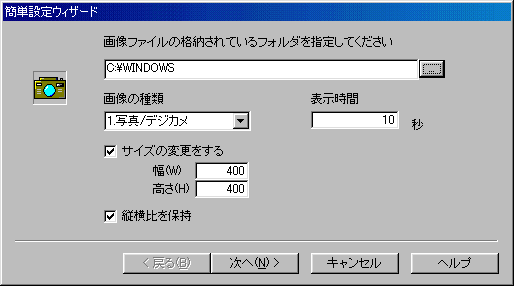 簡単設定ウィザード
画像ファイルの格納されているフォルダを指定してください
C:¥WINDOWS
...
画像の種類
表示時間
1.写真/デジカメ
10
秒
サイズの変更をする
幅(W)
400
高さ(H)
400
縦横比を保持
< 戻る(B)
次へ(N) >
キャンセル
ヘルプ